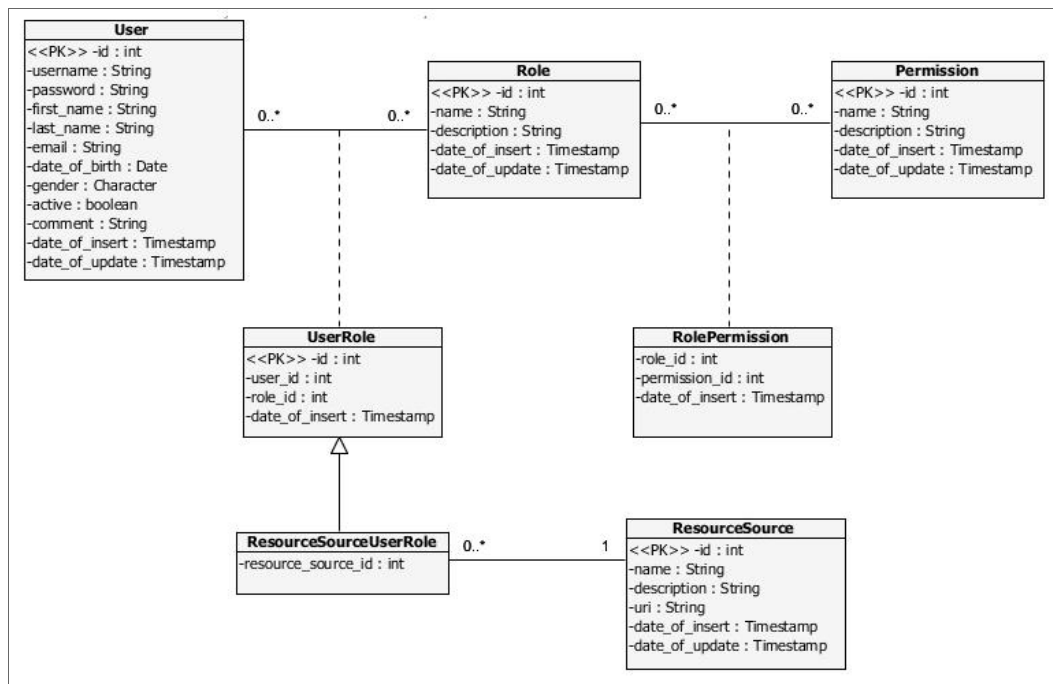 User
<<PK>> -id : int
-username : String
-password : String
-first_name : String
-last_name : String
-email : String
-date_of_birth : Date
-gender : Character
-active : boolean
-comment : String
-date_of_insert : Timestamp
-date_of_update : Timestamp
0..*
0..*
Role
<<PK>> -id : int
-name : String
-description : String
-date_of_insert : Timestamp
-date_of_update : Timestamp
0..*
0..*
Permission
<<PK>> -id : int
-name : String
-description : String
-date_of_insert : Timestamp
-date_of_update : Timestamp
UserRole
<<PK>> -id : int
-user_id : int
-role_id : int
-date_of_insert : Timestamp
RolePermission
-role_id : int
-permission_id : int
-date_of_insert : Timestamp
ResourceSourceUserRole
-resource_source_id : int
0..*
1
ResourceSource
<<PK>> -id : int
-name : String
-description : String
-uri : String
-date_of_insert : Timestamp
-date_of_update : Timestamp